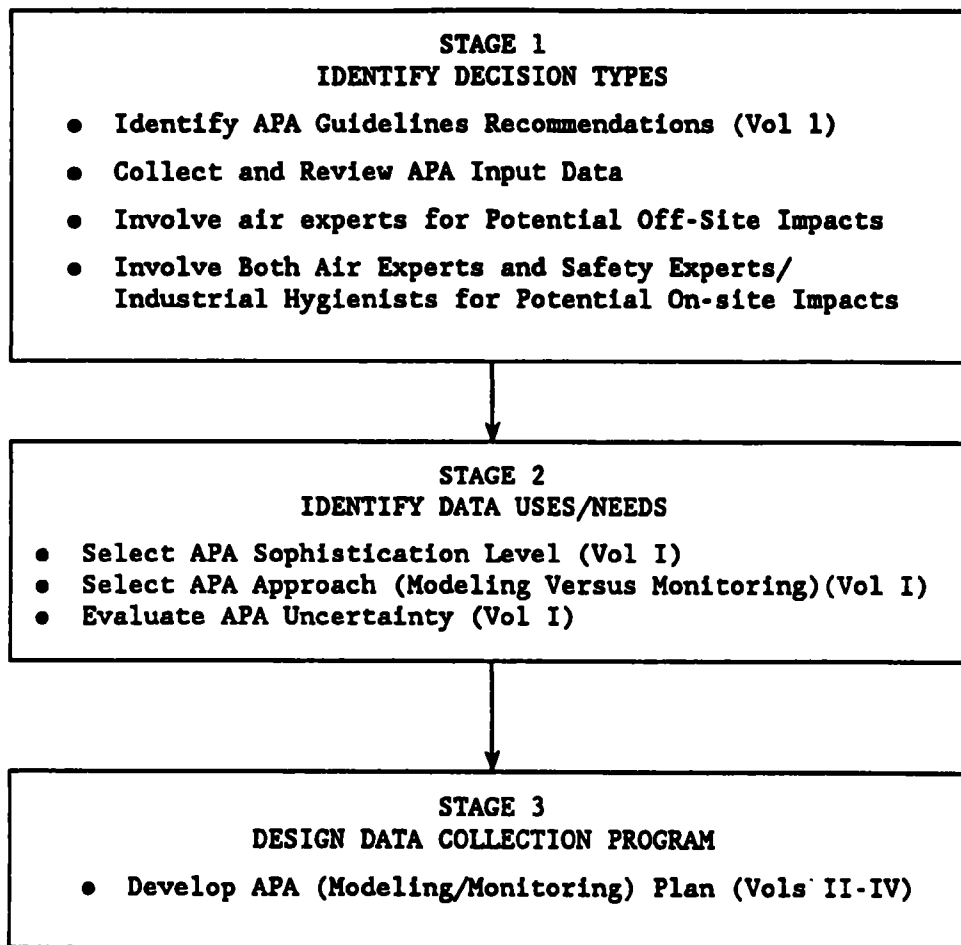 STAGE 1
IDENTIFY DECISION TYPES
● Identify APA Guidelines Recommendations (Vol 1)
● Collect and Review APA Input Data
● Involve air experts for Potential Off-Site Impacts
● Involve Both Air Experts and Safety Experts/
Industrial Hygienists for Potential On-site Impacts
STAGE 2
IDENTIFY DATA USES/NEEDS
● Select APA Sophistication Level (Vol I)
● Select APA Approach (Modeling Versus Monitoring)(Vol I)
● Evaluate APA Uncertainty (Vol I)
STAGE 3
DESIGN DATA COLLECTION PROGRAM
● Develop APA (Modeling/Monitoring) Plan (Vols II-IV)